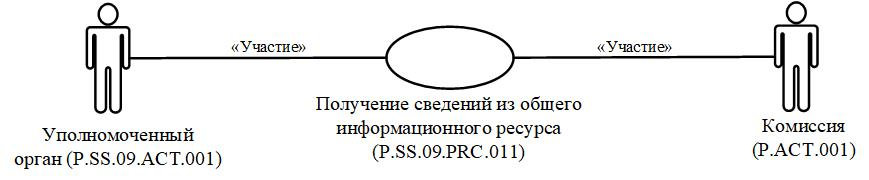 «Участие»
«Участие»
Уполномоченный
орган (P.SS.09.ACT.001)
Получение сведений из общего
информационного ресурса
(P.SS.09.PRC.011)
Комиссия
(P.ACT.001)